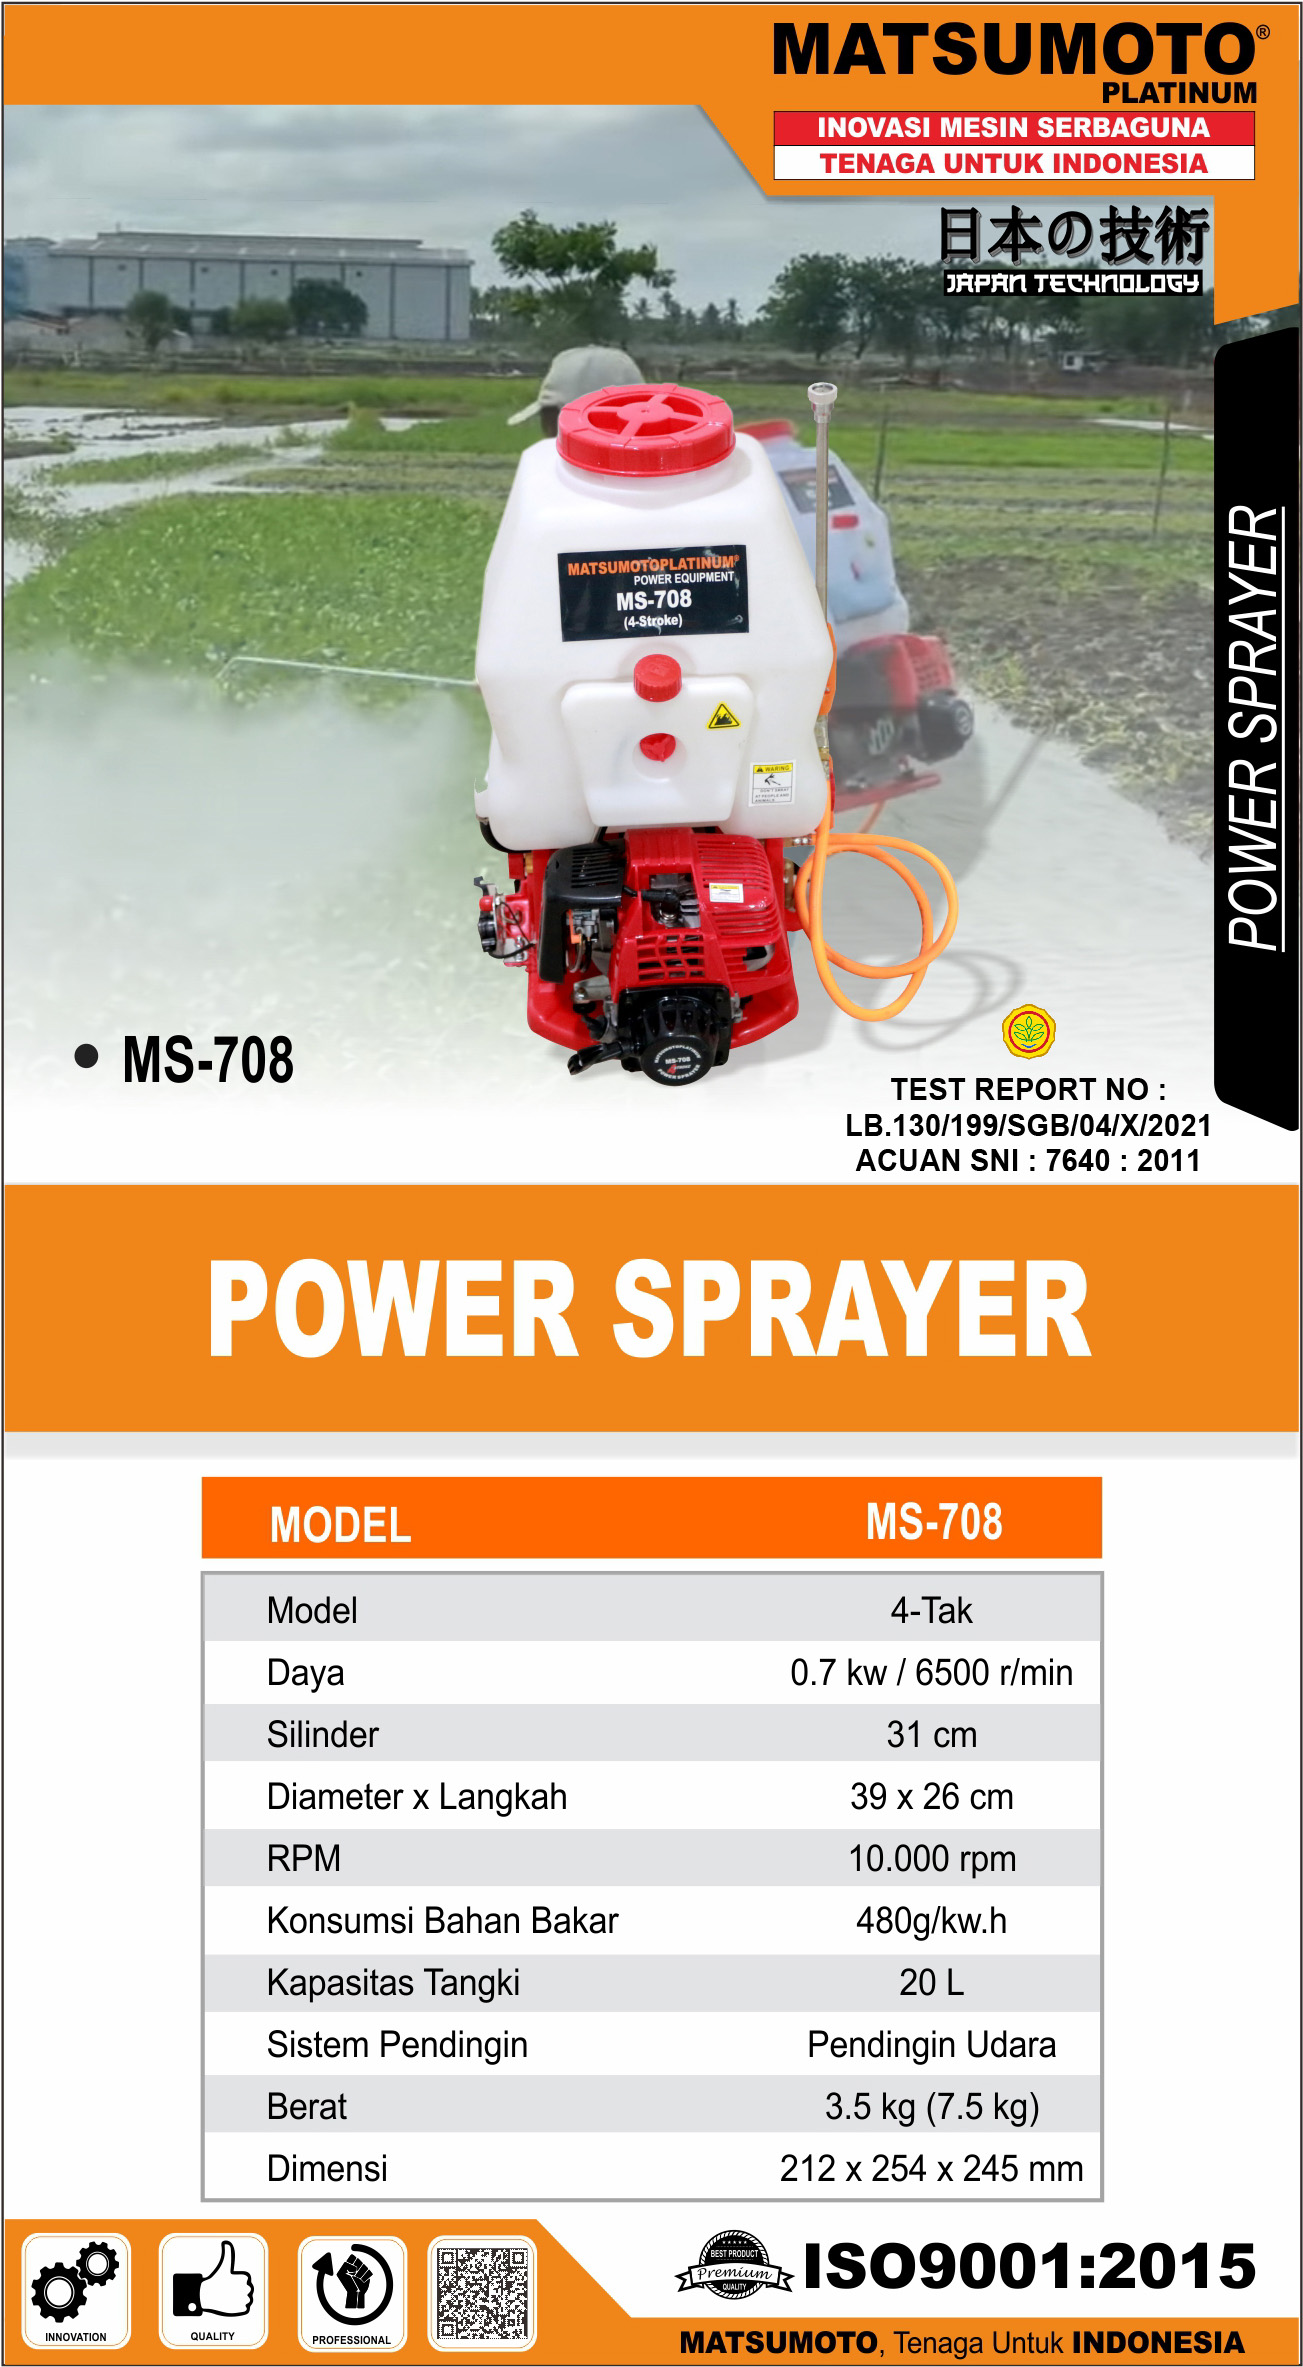 MATSUMOTO®
PLATINUM
INOVASI MESIN SERBAGUNA
TENAGA UNTUK INDONESIA
日本の技術
JAPAN TECHNOLOGY
POWER SPRAYER
MATSUMOTOPLATINUM®
POWER EQUIPMENT
MS-708
(4-Stroke)
WARING
MS-708
POWER SPRAYER
• MS-708
TEST REPORT NO :
LB.130/199/SGB/04/X/2021
ACUAN SNI : 7640 : 2011
POWER SPRAYER
MODEL MS-708
Model 4-Tak
Daya 0.7 kw / 6500 r/min
Silinder 31 cm
Diameter x Langkah 39 x 26 cm
RPM 10.000 rpm
Konsumsi Bahan Bakar 480g/kw.h
Kapasitas Tangki 20 L
Sistem Pendingin Pendingin Udara
Berat 3.5 kg (7.5 kg)
Dimensi 212 x 254 x 245 mm
INNOVATION
QUALITY
PROFESSIONAL
BEST PRODUCT
Premium
QUALITY
ISO9001:2015
MATSUMOTO, Tenaga Untuk INDONESIA